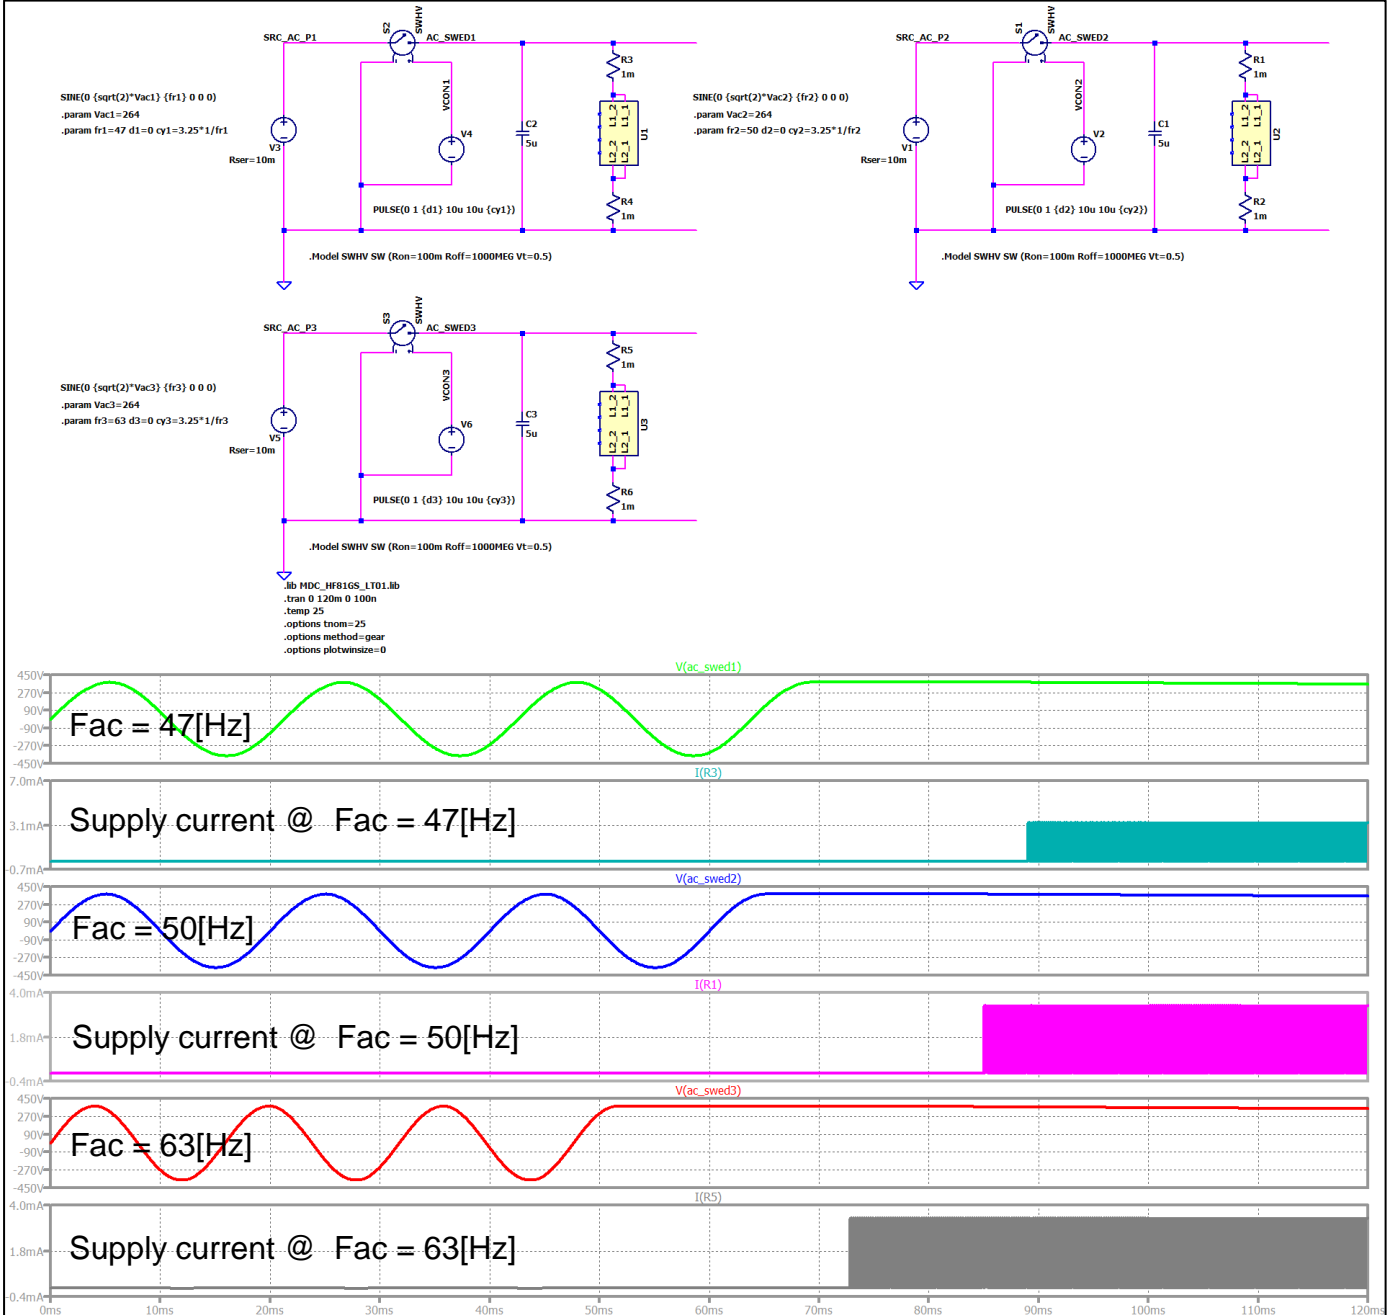 SRC_AC_P1
S2
SWHV
AC_SWED1
R3
1m
SINE(0 {sqrt(2)*Vac1} {fr1} 0 0 0)
.param Vac1=264
.param fr1=47 d1=0 cy1=3.25*1/fr1
V3
Rser=10m
VCON1
V4
C2
5u
L1_2
L1_1
L2_2
L2_1
U1
R4
1m
PULSE(0 1 {d1} 10u 10u {cy1})
.Model SWHV SW (Ron=100m Roff=1000MEG Vt=0.5)
SRC_AC_P2
S1
SWHV
AC_SWED2
R1
1m
SINE(0 {sqrt(2)*Vac2} {fr2} 0 0 0)
.param Vac2=264
.param fr2=50 d2=0 cy2=3.25*1/fr2
V1
Rser=10m
VCON2
V2
C1
5u
L1_2
L1_1
L2_2
L2_1
U2
R2
1m
PULSE(0 1 {d2} 10u 10u {cy2})
.Model SWHV SW (Ron=100m Roff=1000MEG Vt=0.5)
SRC_AC_P3
S3
SWHV
AC_SWED3
R5
1m
SINE(0 {sqrt(2)*Vac3} {fr3} 0 0 0)
.param Vac3=264
.param fr3=63 d3=0 cy3=3.25*1/fr3
V5
Rser=10m
VCON3
V6
C3
5u
L1_2
L1_1
L2_2
L2_1
U3
R6
1m
PULSE(0 1 {d3} 10u 10u {cy3})
.Model SWHV SW (Ron=100m Roff=1000MEG Vt=0.5)
.lib MDC_HF81GS_LT01.lib
.tran 0 120m 0 100n
.temp 25
.options tnom=25
.options method=gear
.options plotwinsize=0
V(ac_swed1)
450V
270V
90V
-90V
-270V
-450V
Fac = 47[Hz]
I(R3)
7.0mA
3.1mA
-0.7mA
Supply current @ Fac = 47[Hz]
V(ac_swed2)
450V
270V
90V
-90V
-270V
-450V
Fac = 50[Hz]
I(R1)
4.0mA
1.8mA
-0.4mA
Supply current @ Fac = 50[Hz]
V(ac_swed3)
450V
270V
90V
-90V
-270V
-450V
Fac = 63[Hz]
I(R5)
4.0mA
1.8mA
-0.4mA
Supply current @ Fac = 63[Hz]
0ms 10ms 20ms 30ms 40ms 50ms 60ms 70ms 80ms 90ms 100ms 110ms 120ms